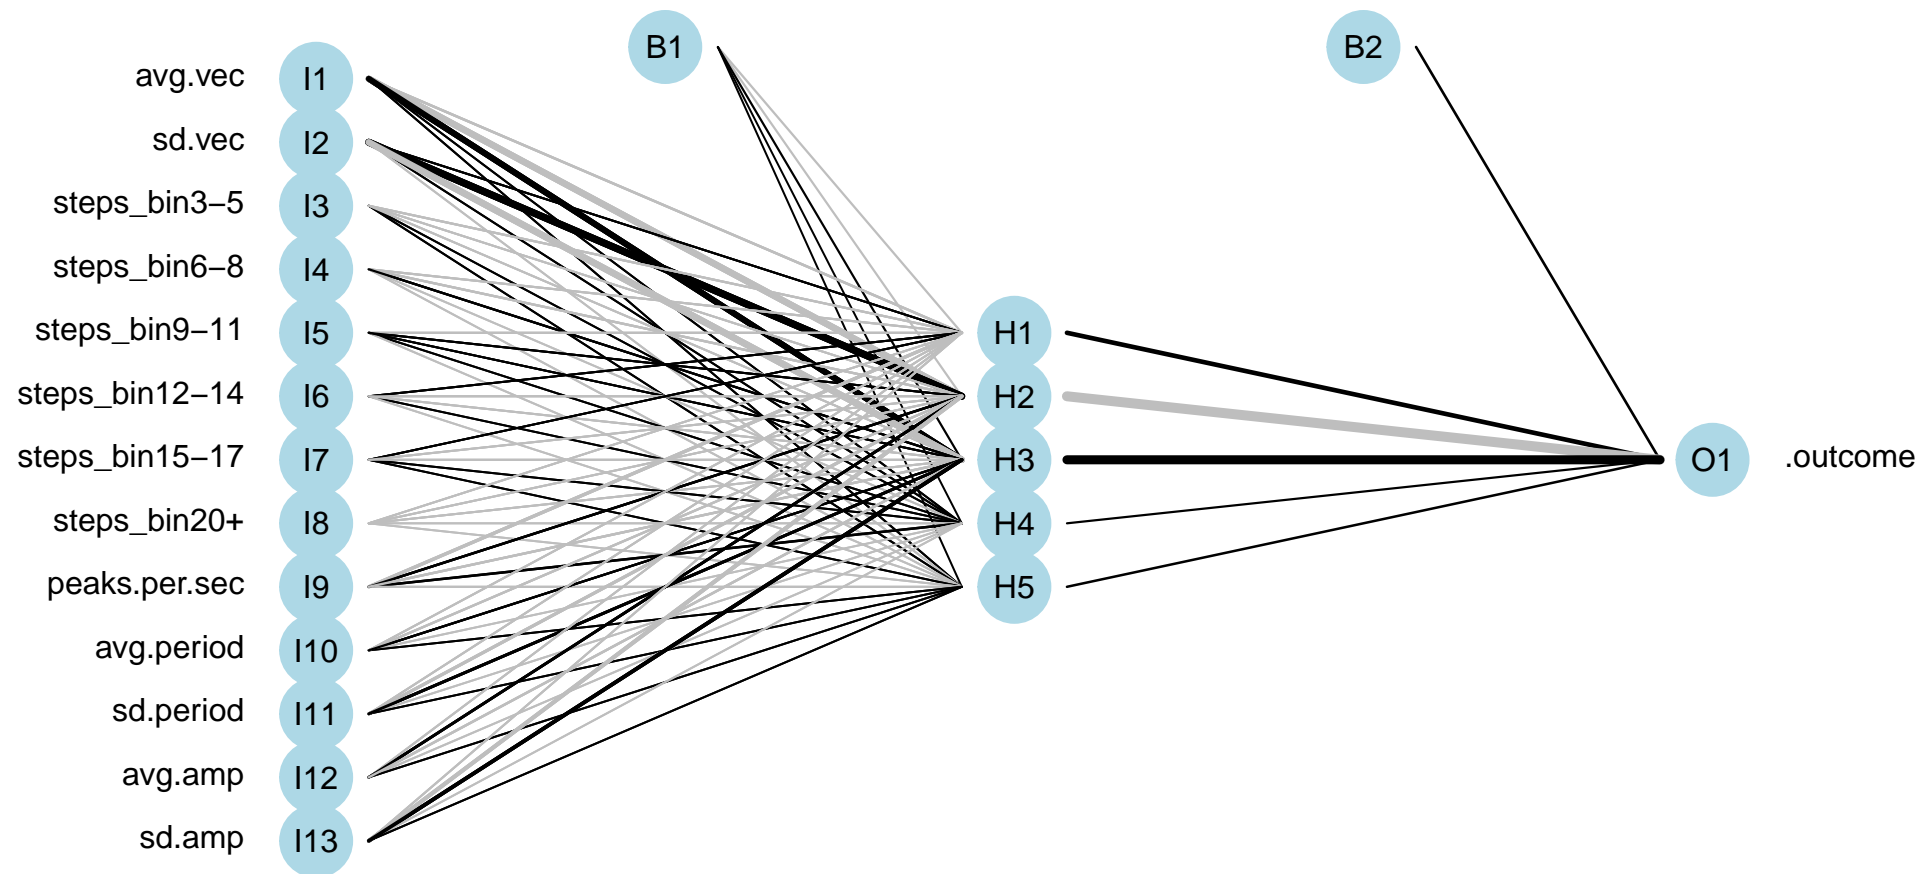 B1
B2
avg.vec I1
sd.vec I2
steps_bin3−5 I3
steps_bin6−8 I4
steps_bin9−11 I5
H1
steps_bin12−14 I6
H2
steps_bin15−17 I7
H3
O1 .outcome
steps_bin20+ I8
H4
peaks.per.sec I9
H5
avg.period I10
sd.period I11
avg.amp I12
sd.amp I13